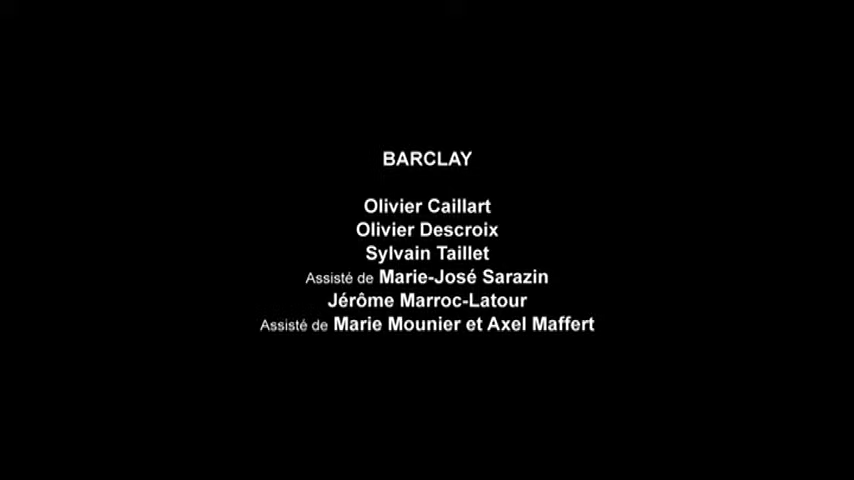 BARCLAY
Olivier Caillart
Olivier Descroix
Sylvain Taillet
Assisté de Marie-José Sarazin
Jérôme Marroc-Latour
Assisté de Marie Mounier et Axel Maffert